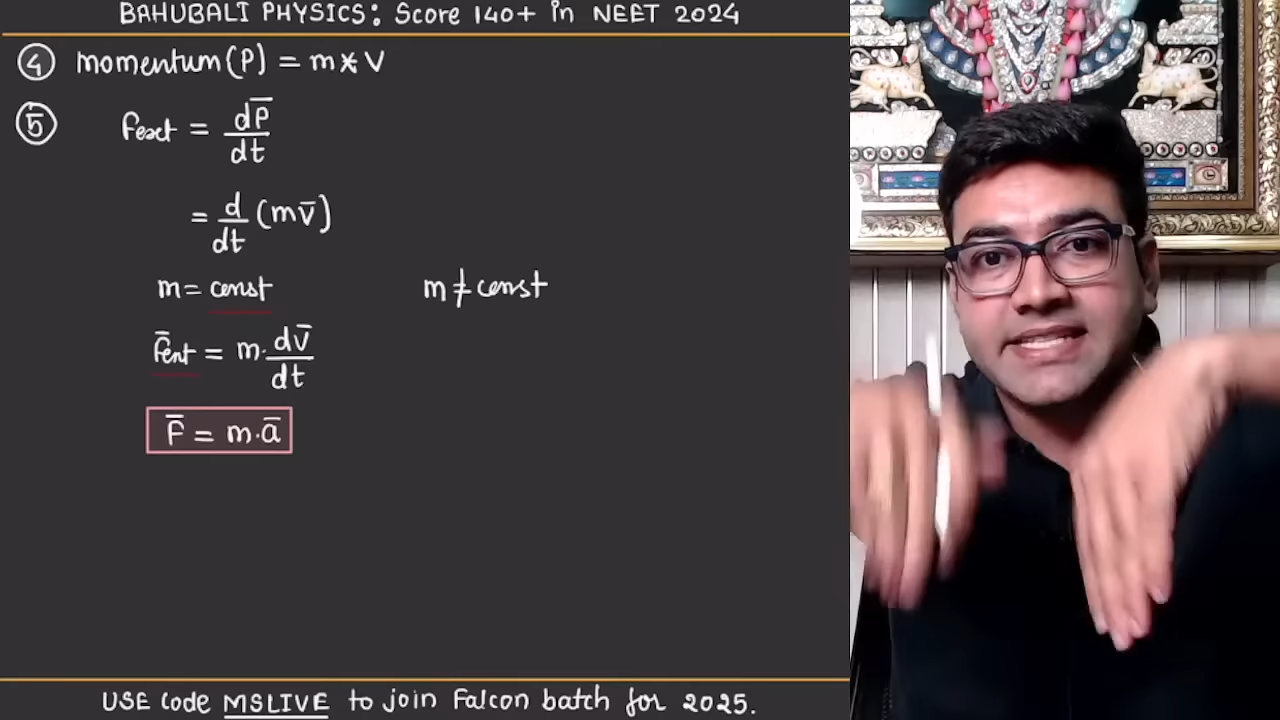 BAHUBALI PHYSICS: Score 140+ in NEET 2024
④ momentum(P) = m * V
⑤ Fext = dP̅/dt
= d/dt (mv̅)
m = const
m ≠ const
F̅ext = m. dv̅/dt
F̅ = m.a̅
USE Code MSLIVE to join Falcon batch for 2025.